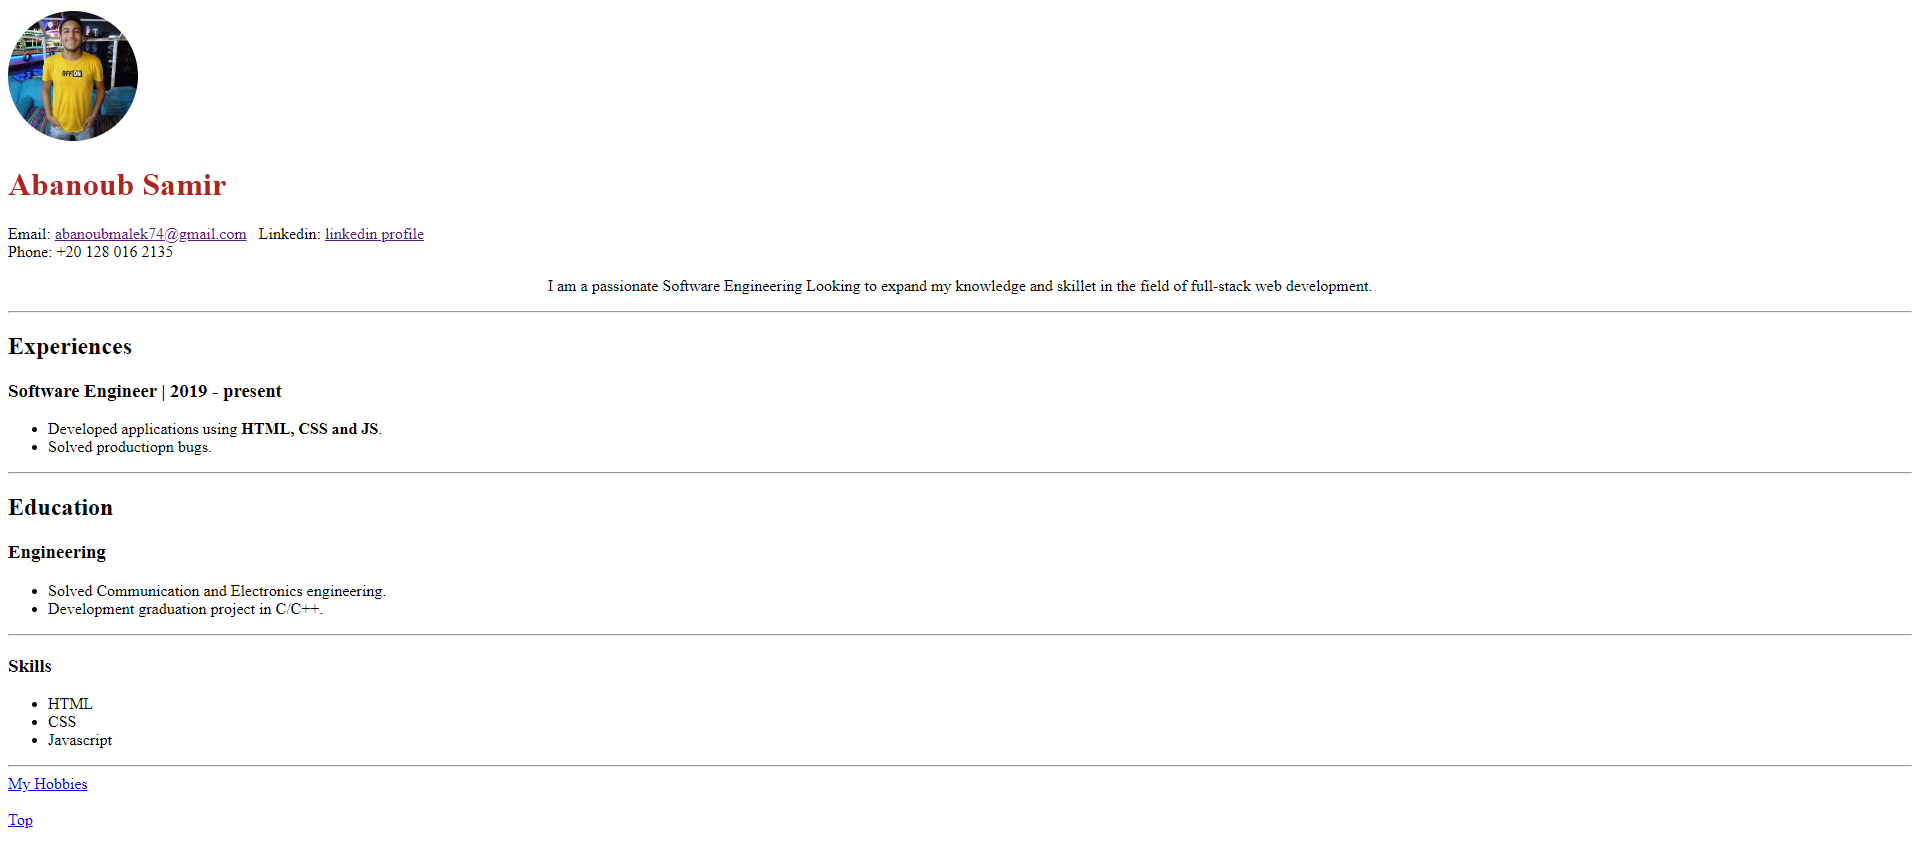 OFF ON
Abanoub Samir
Email: abanoubmalek74@gmail.com Linkedin: linkedin profile
Phone: +20 128 016 2135
I am a passionate Software Engineering Looking to expand my knowledge and skillet in the field of full-stack web development.
Experiences
Software Engineer | 2019 - present
• Developed applications using HTML, CSS and JS.
• Solved productiopn bugs.
Education
Engineering
• Solved Communication and Electronics engineering.
• Development graduation project in C/C++.
Skills
• HTML
• CSS
• Javascript
My Hobbies
Top